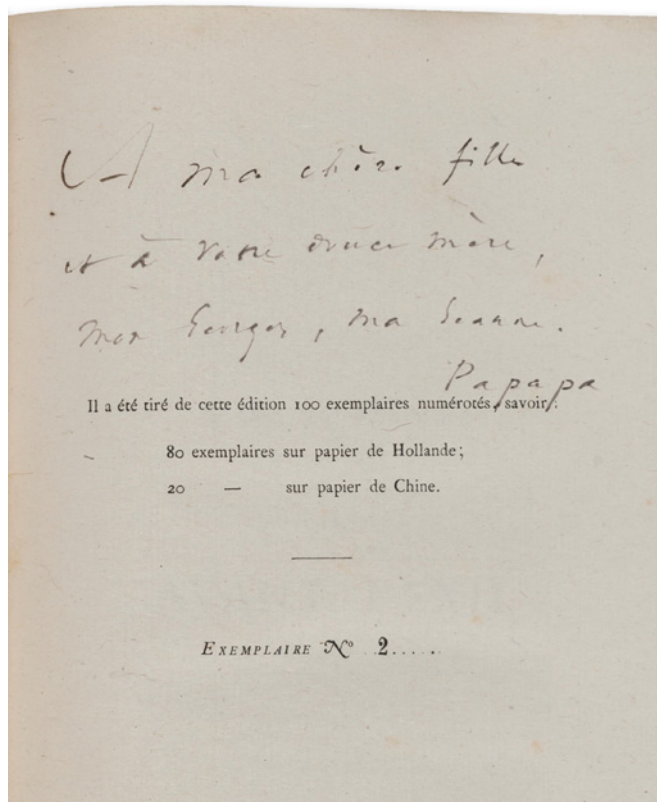 A ma chère fille
et à votre douce mère,
mon Georges, ma Jeanne.
Papapa
Il a été tiré de cette édition 100 exemplaires numérotés, savoir :
80 exemplaires sur papier de Hollande ;
20 — sur papier de Chine.
EXEMPLAIRE No 2.....